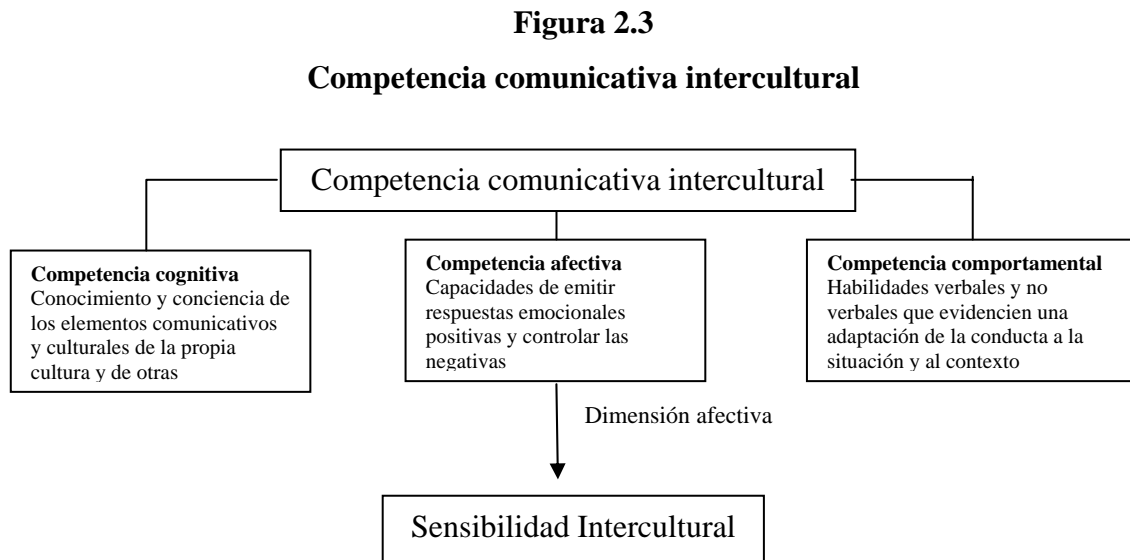 Figura 2.3
Competencia comunicativa intercultural
Competencia comunicativa intercultural
Competencia cognitiva
Conocimiento y conciencia de
los elementos comunicativos
y culturales de la propia
cultura y de otras
Competencia afectiva
Capacidades de emitir
respuestas emocionales
positivas y controlar las
negativas
Competencia comportamental
Habilidades verbales y no
verbales que evidencien una
adaptación de la conducta a la
situación y al contexto
Dimensión afectiva
Sensibilidad Intercultural